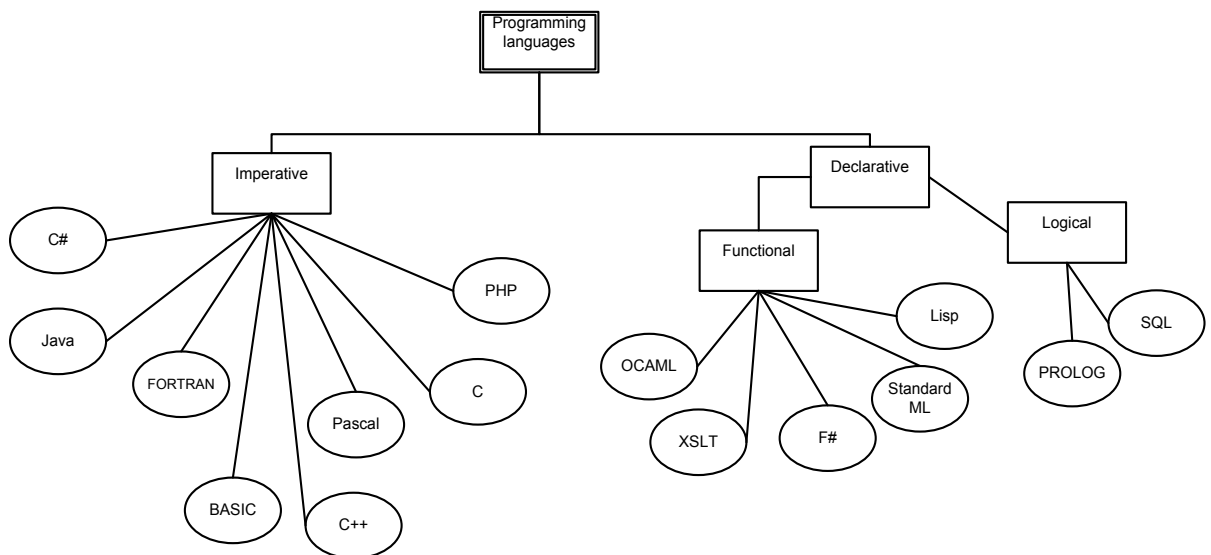 Programming
languages
Imperative
Declarative
Functional
Logical
C#
Java
FORTRAN
BASIC
C++
Pascal
C
PHP
OCAML
XSLT
F#
Standard
ML
Lisp
PROLOG
SQL